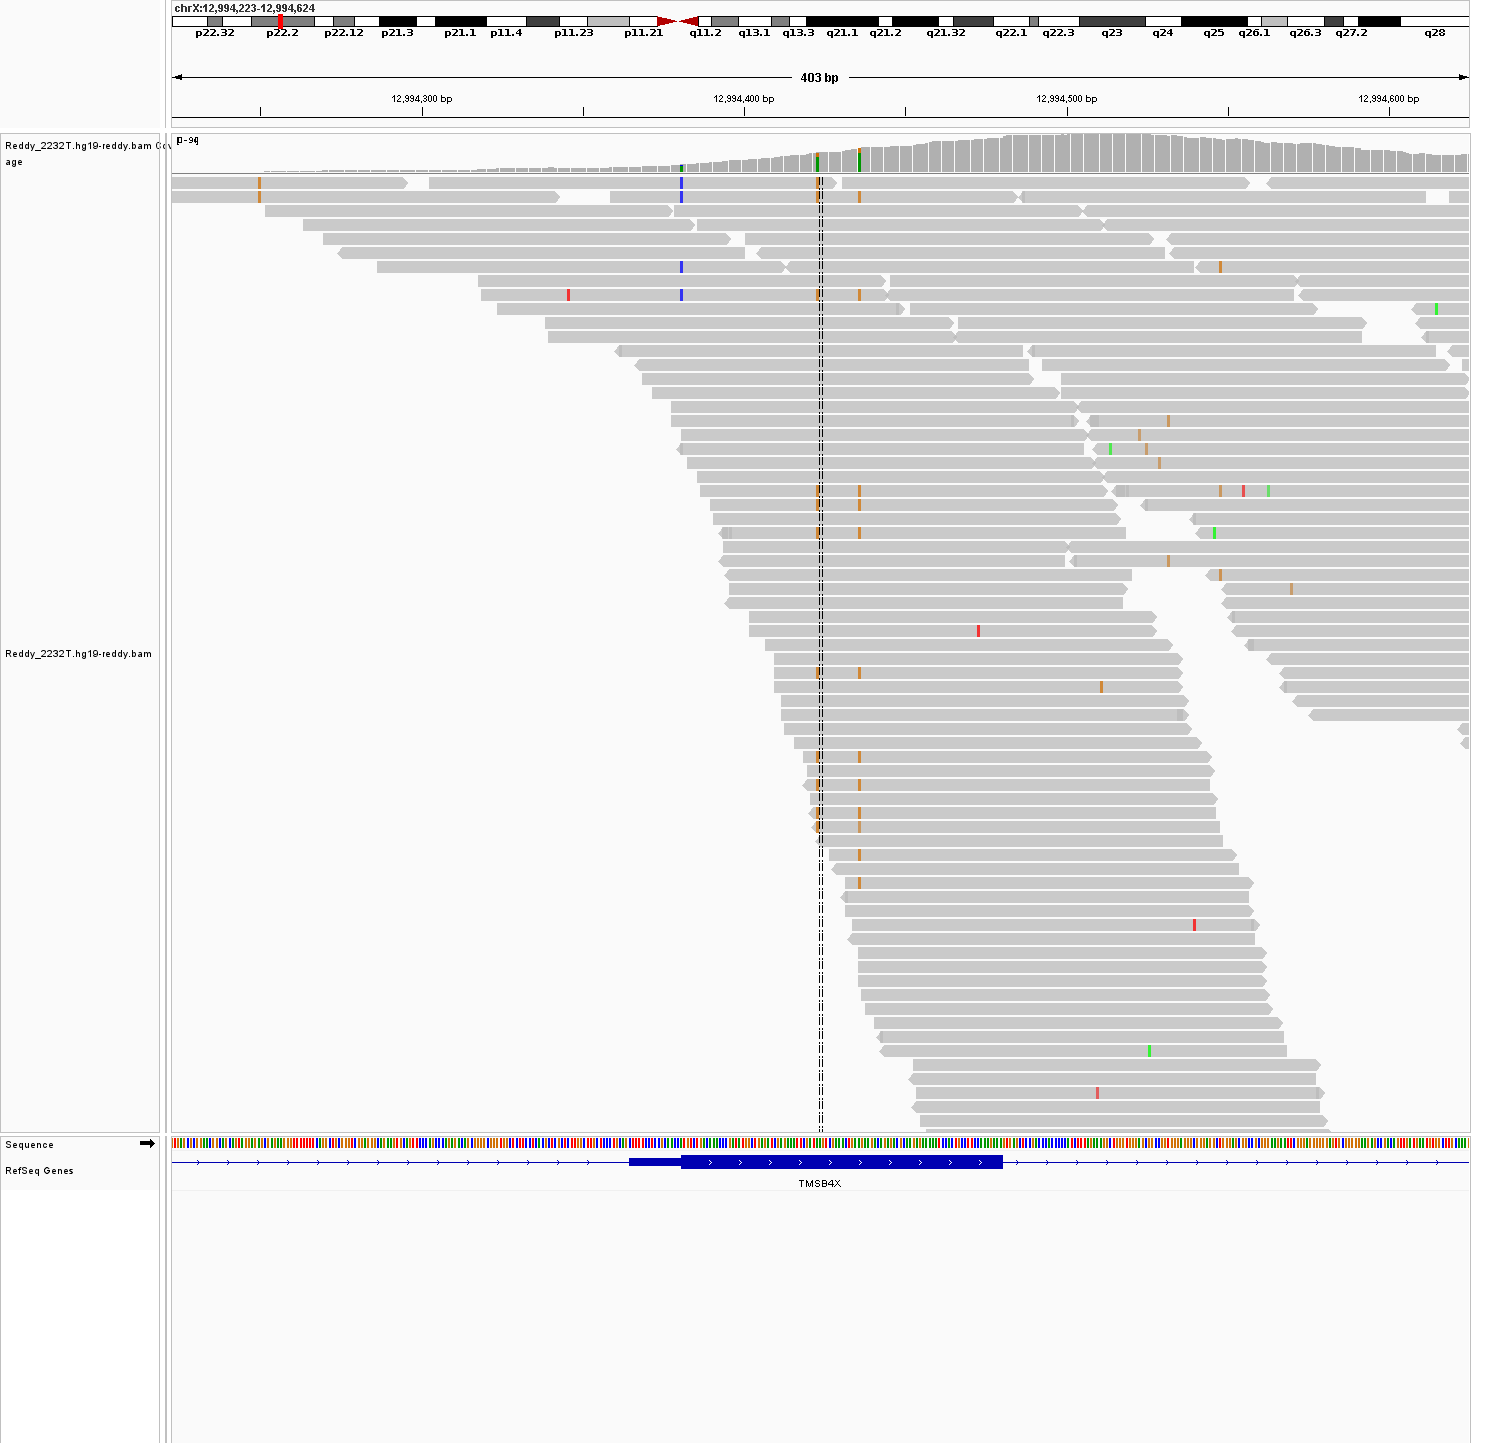 chrX:12,994,223-12,994,624
p22.32 p22.2 p22.12 p21.3 p21.1 p11.4 p11.23 p11.21 q11.2 q13.1 q13.3 q21.1 q21.2 q21.32 q22.1 q22.3 q23 q24 q25 q26.1 q26.3 q27.2 q28
403 bp
12,994,300 bp 12,994,400 bp 12,994,500 bp 12,994,600 bp
Reddy_2232T.hg19-reddy.bam Cov
age
[0-94]
Reddy_2232T.hg19-reddy.bam
Sequence
RefSeq Genes
TMSB4X